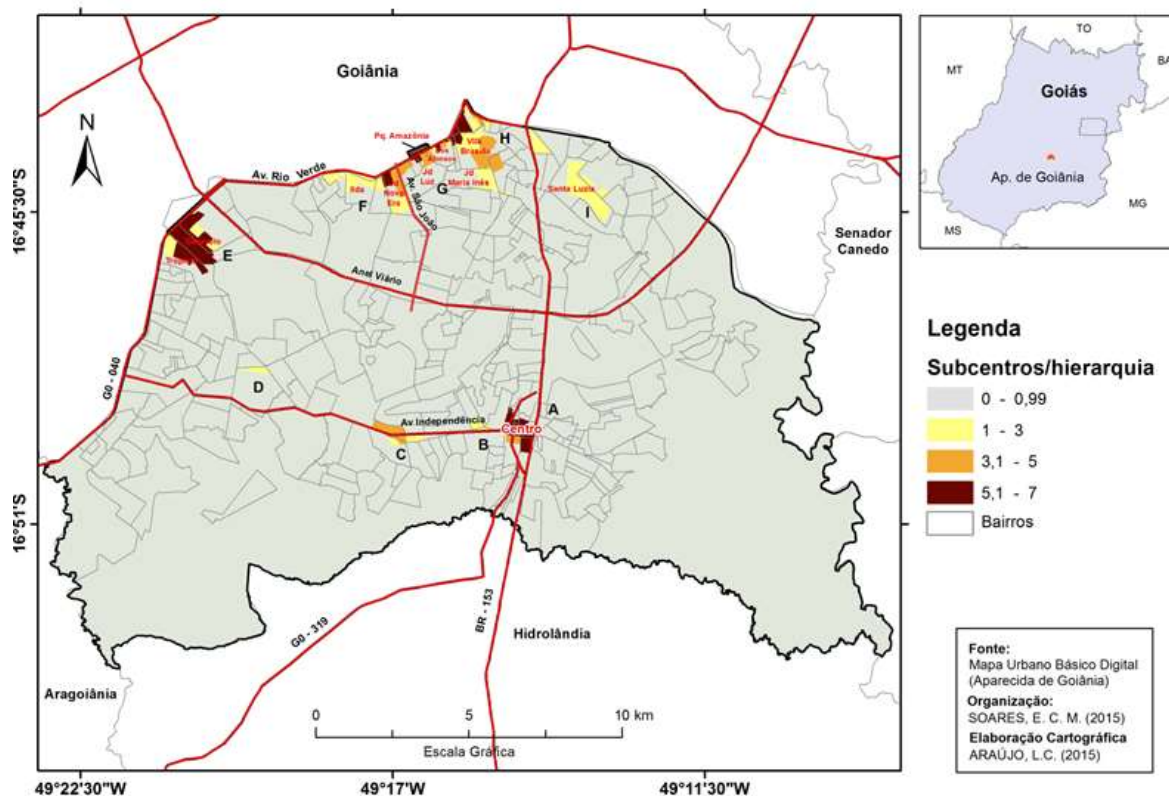 Goiânia
N
Pq. Amazônia
H
Vila
Brasília
Jd
Luz
G
Jd
Maria Inês
Santa Luzia
I
Av. Rio Verde
Ilda
F
Nova
Era
Av. São João
E
Anel Viário
Senador
Canedo
GO - 040
D
Av.Independência
A
Centro
B
C
GO - 319
BR - 153
Hidrolândia
Aragoiânia
0 5 10 km
Escala Gráfica
16°45'30"S
16°51'S
49°22'30"W
49°17'W
49°11'30"W
TO
BA
MT
Goiás
Ap. de Goiânia
MG
MS
Legenda
Subcentros/hierarquia
0 - 0,99
1 - 3
3,1 - 5
5,1 - 7
Bairros
Fonte:
Mapa Urbano Básico Digital
(Aparecida de Goiânia)
Organização:
SOARES, E. C. M. (2015)
Elaboração Cartográfica
ARAÚJO, L.C. (2015)